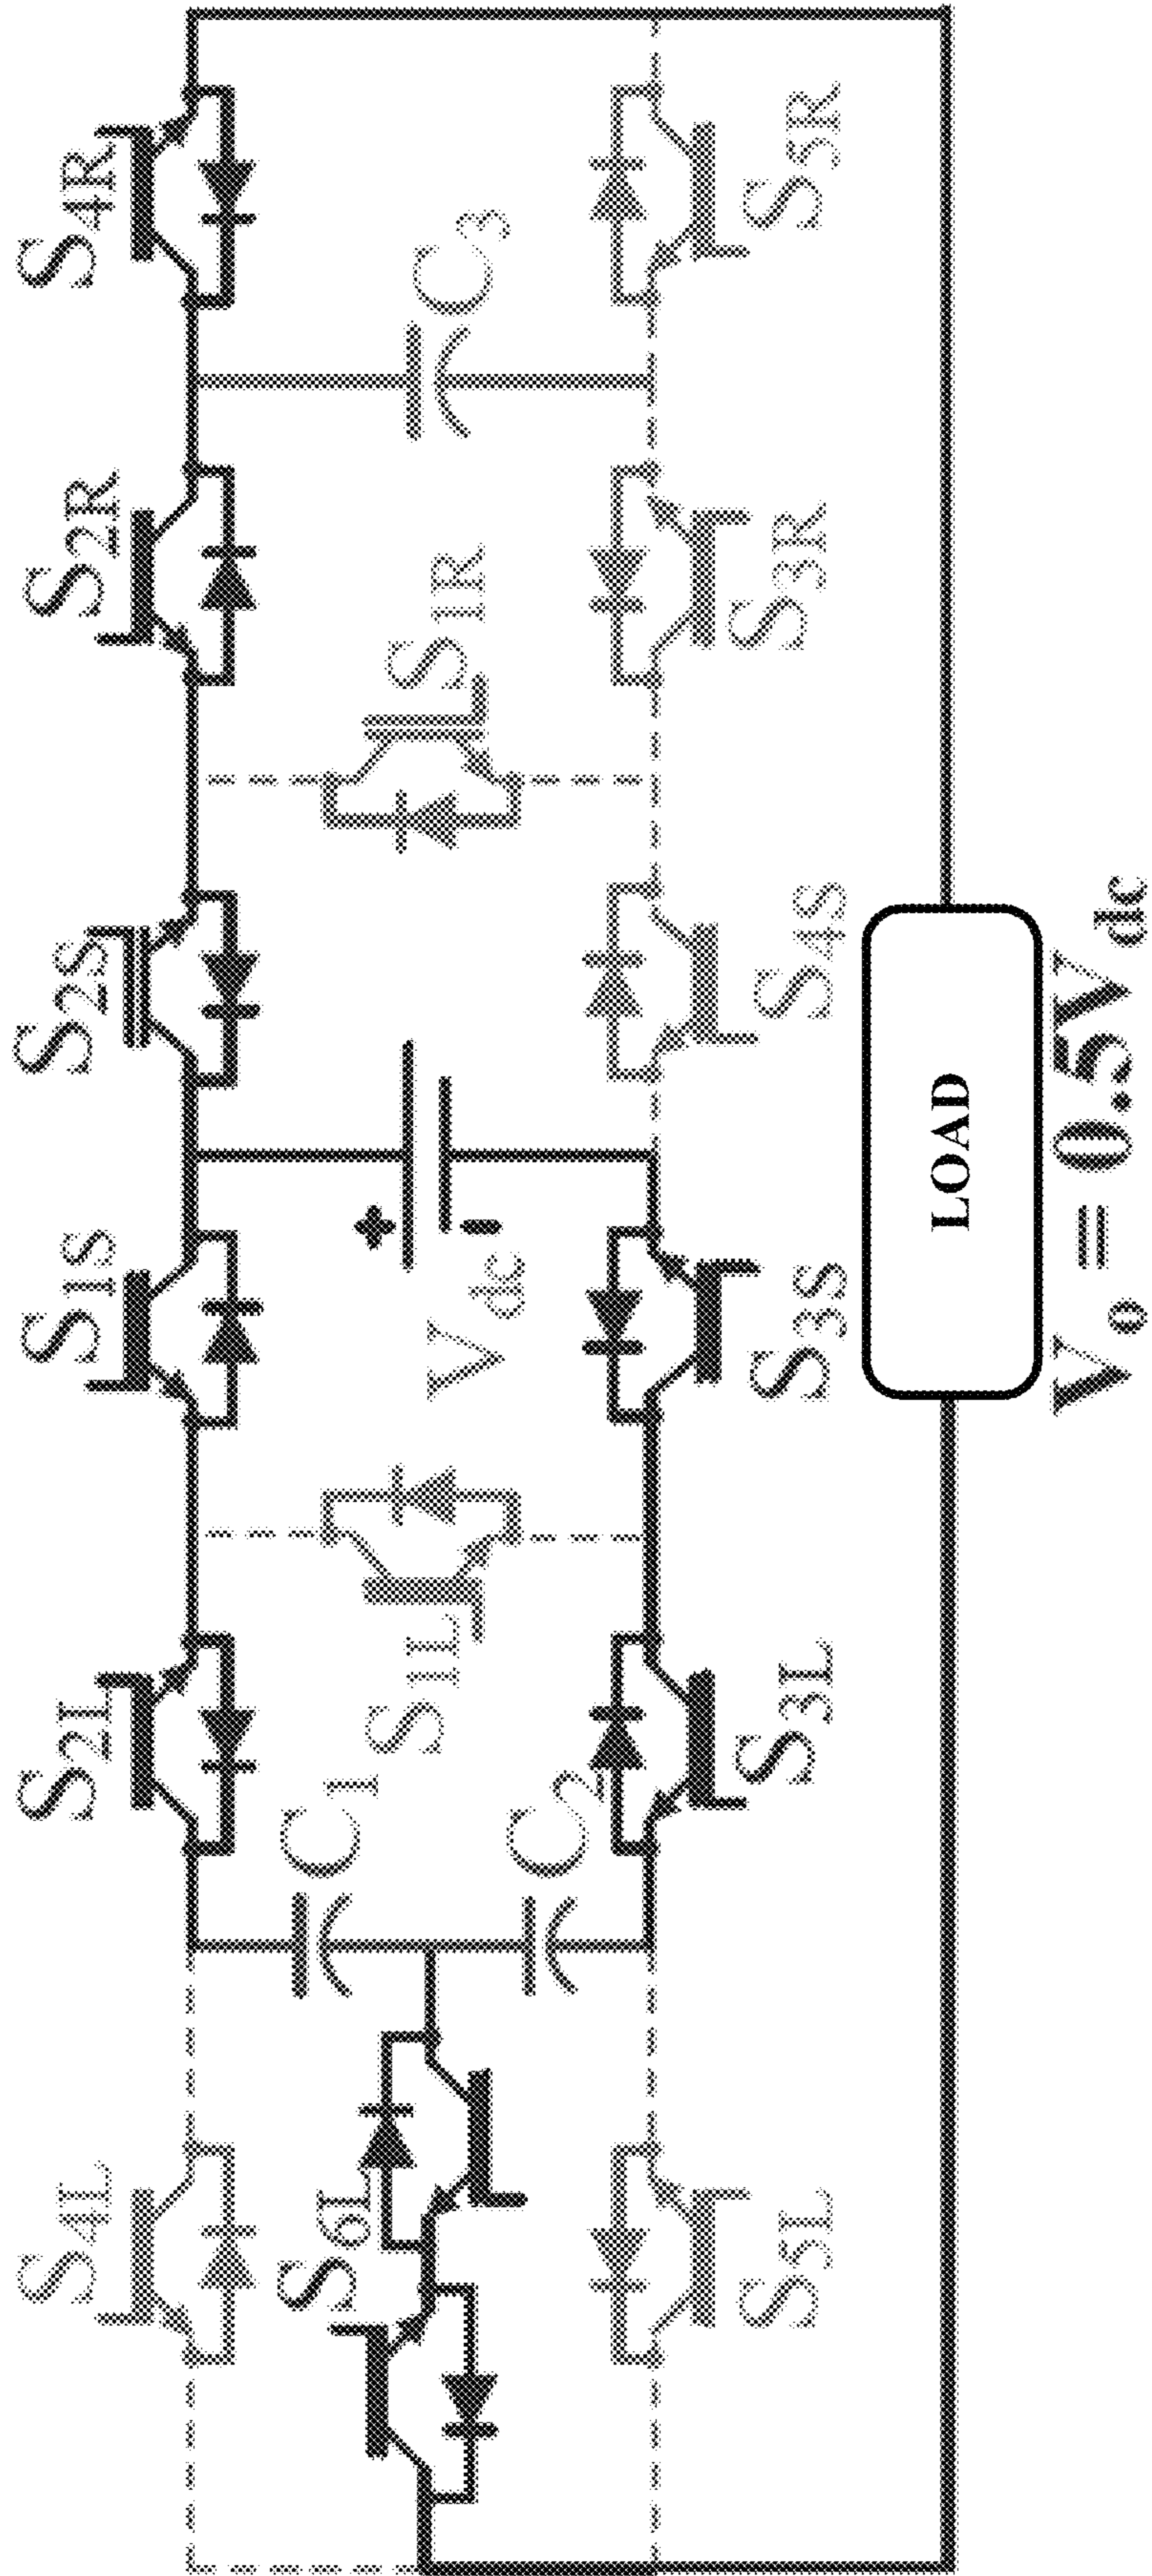 S4L
S2L
S1S
S2S
S2R
S4R
S6L
C1
C2
S1L
Vdc
+
-
S1R
C3
S5L
S3L
S3S
S4S
S3R
S5R
LOAD
Vo = 0.5Vdc